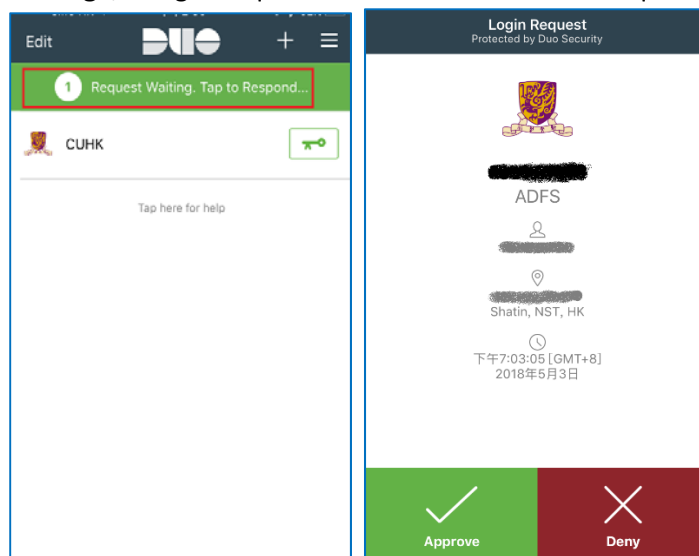 Edit
DUO
+
1 Request Waiting. Tap to Respond...
CUHK
Tap here for help
Login Request
Protected by Duo Security
ADFS
Shatin, NST, HK
下午7:03:05 [GMT+8]
2018年5月3日
Approve
Deny